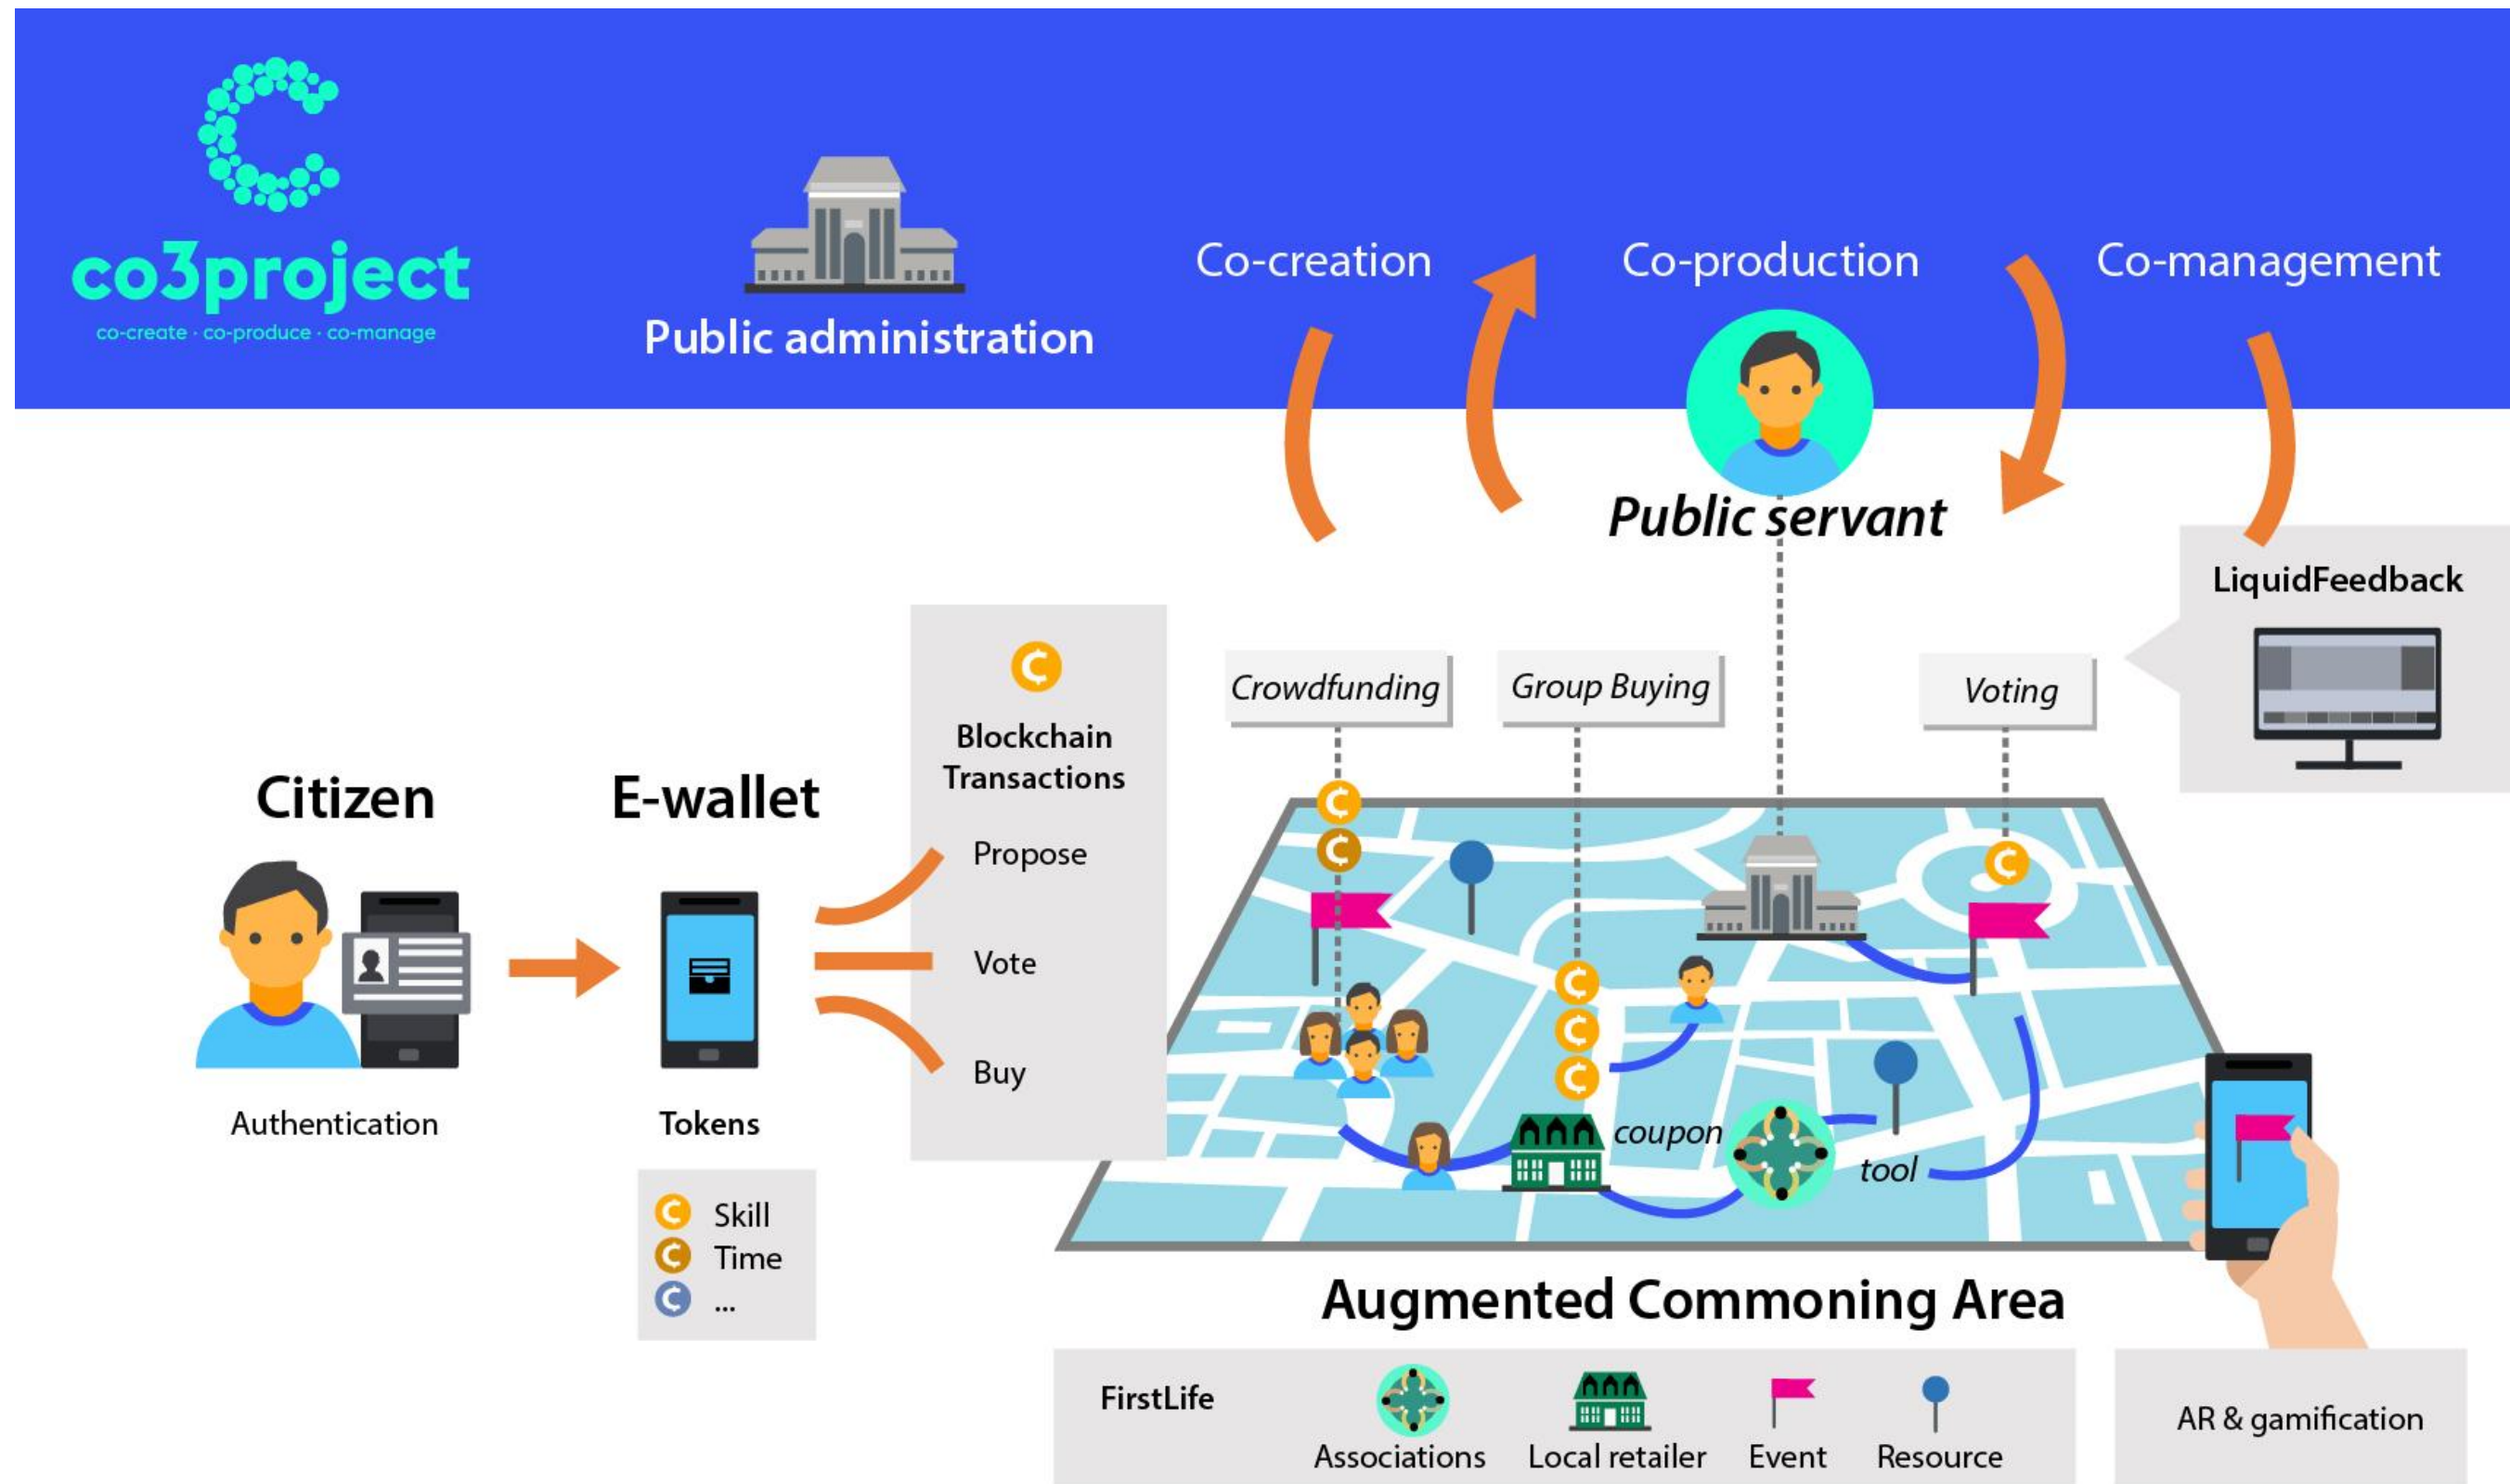 co3project
co-create · co-produce · co-manage
Public administration
Co-creation
Co-production
Co-management
Public servant
LiquidFeedback
Crowdfunding
Group Buying
Voting
Blockchain
Transactions
Propose
Vote
Buy
Citizen
E-wallet
Authentication
Tokens
Skill
Time
...
coupon
tool
Augmented Commoning Area
FirstLife
Associations
Local retailer
Event
Resource
AR & gamification